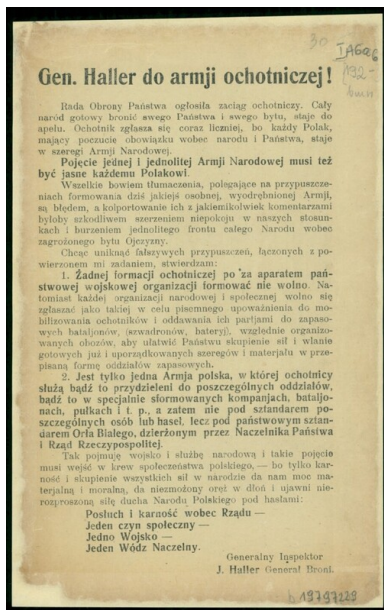 30 IA6a6
192-
Gen. Haller do armji ochotniczej!
Rada Obrony Państwa ogłosiła zaciąg ochotniczy. Cały
naród gotowy bronić swego Państwa i swego bytu, staje do
apelu. Ochotnik zgłasza się coraz liczniej, bo każdy Polak,
mający poczucie obowiązku wobec narodu i Państwa, staje
w szeregi Armji Narodowej.
Pojęcie jednej i jednolitej Armji Narodowej musi też
być jasne każdemu Polakowi.
Wszelkie bowiem tłumaczenia, polegające na przypuszcze-
niach formowania dziś jakiejś osobnej, wyodrębnionej Armji,
są błędem, a kolportowanie ich z jakiemikolwiek komentarzami
byłoby szkodliwem szerzeniem niepokoju w naszych stosun-
kach i burzeniem jednolitego frontu całego Narodu wobec
zagrożonego bytu Ojczyzny.
Chcąc uniknąć fałszywych przypuszczeń, łączonych z po-
wierzonem mi zadaniem, stwierdzam:
1. Żadnej formacji ochotniczej po za aparatem pań-
stwowej wojskowej organizacji formować nie wolno. Na-
tomiast każdej organizacji narodowej i społecznej wolno się
zgłaszać jako takiej w celu pisemnego upoważnienia do mo-
bilizowania ochotników i oddawania ich partjami do zapaso-
wych bataljonów, (szwadronów, bateryj), względnie organizo-
wanych obozów, aby ułatwić Państwu skupienie sił i wlanie
gotowych już i uporządkowanych szeregów i materjału w prze-
pisaną formę oddziałów zapasowych.
2. Jest tylko jedna Armja polska, w której ochotnicy
służą bądź to przydzieleni do poszczególnych oddziałów,
bądź to w specjalnie sformowanych kompanjach, bataljo-
nach, pułkach i t. p., a zatem nie pod sztandarem po-
szczególnych osób lub haseł, lecz pod państwowym sztan-
darem Orła Białego, dzierżonym przez Naczelnika Państwa
i Rząd Rzeczypospolitej.
Tak pojmuję wojsko i służbę narodową i takie pojęcie
musi wejść w krew społeczeństwa polskiego, — bo tylko kar-
ność i skupienie wszystkich sił w narodzie da nam moc ma-
terjalną i moralną, da niezmożony oręż w dłoń i ujawni nie-
rozproszoną siłę ducha Narodu Polskiego pod hasłami:
Posłuch i karność wobec Rządu —
Jeden czyn społeczny —
Jedno Wojsko —
Jeden Wódz Naczelny.
Generalny Inspektor
J. Haller Generał Broni.
19797229